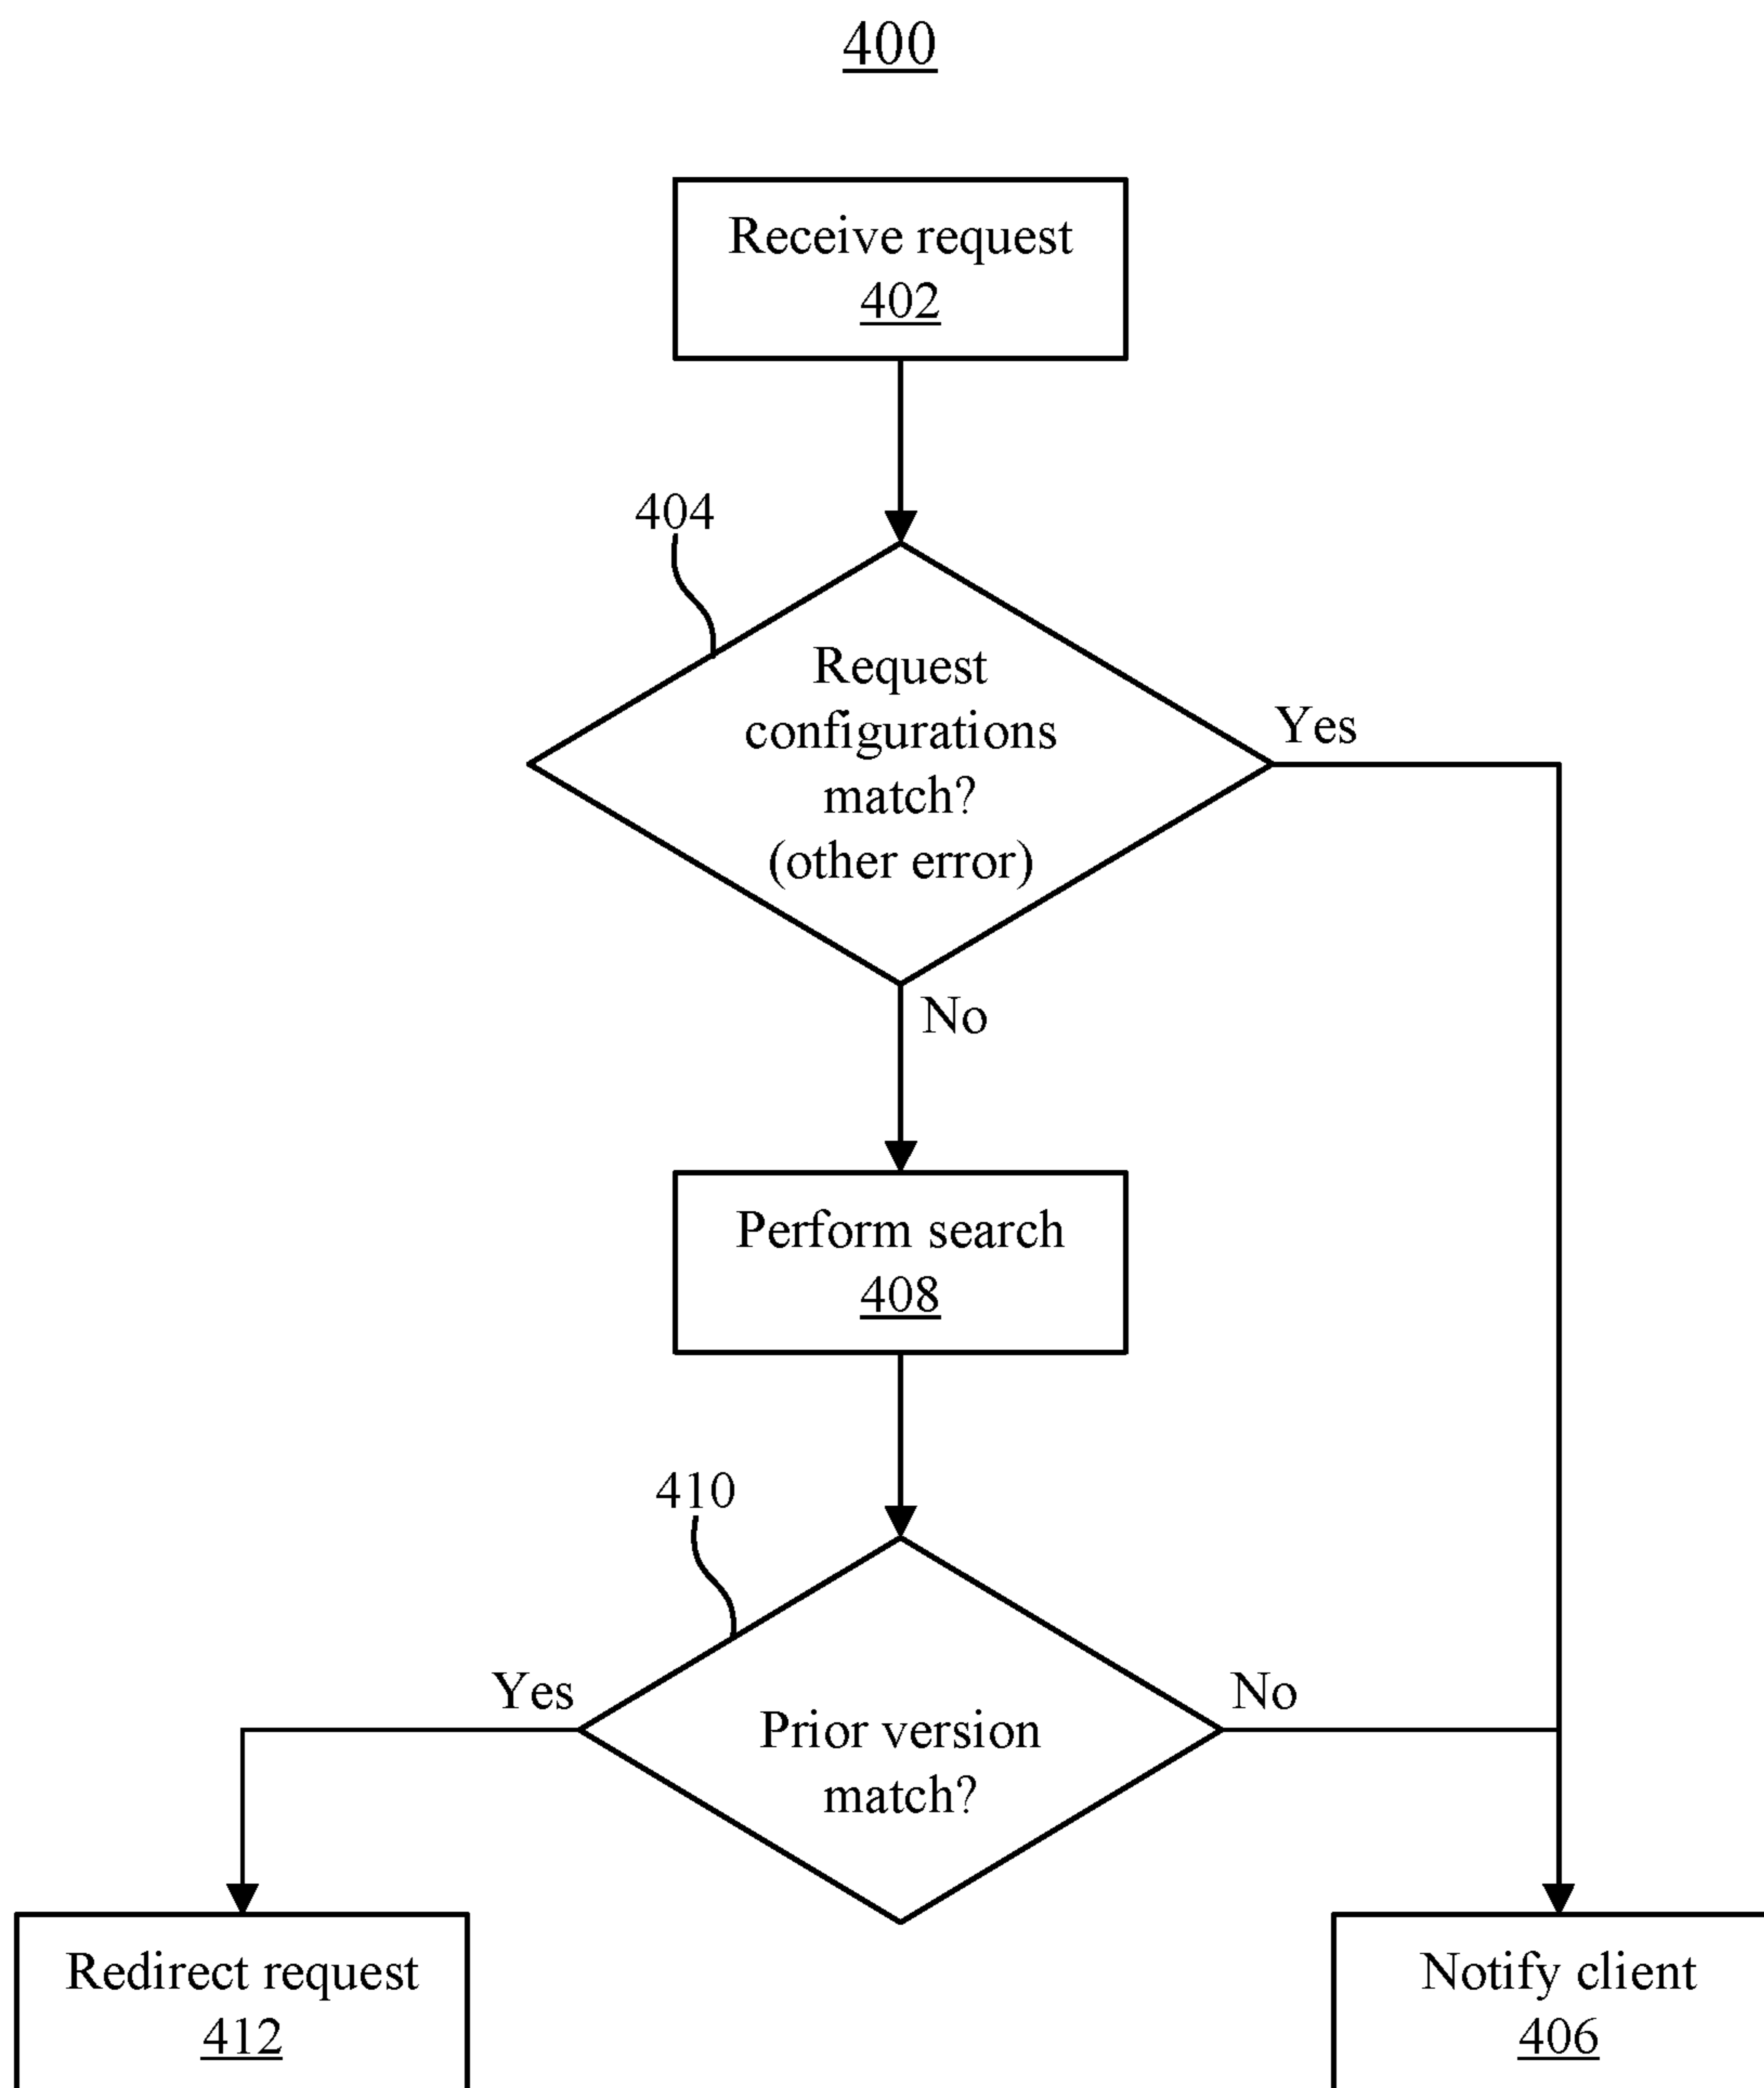 400
Receive request
402
404
Request
configurations
match?
(other error)
Yes
No
Perform search
408
410
Yes
Prior version
match?
No
Redirect request
412
Notify client
406